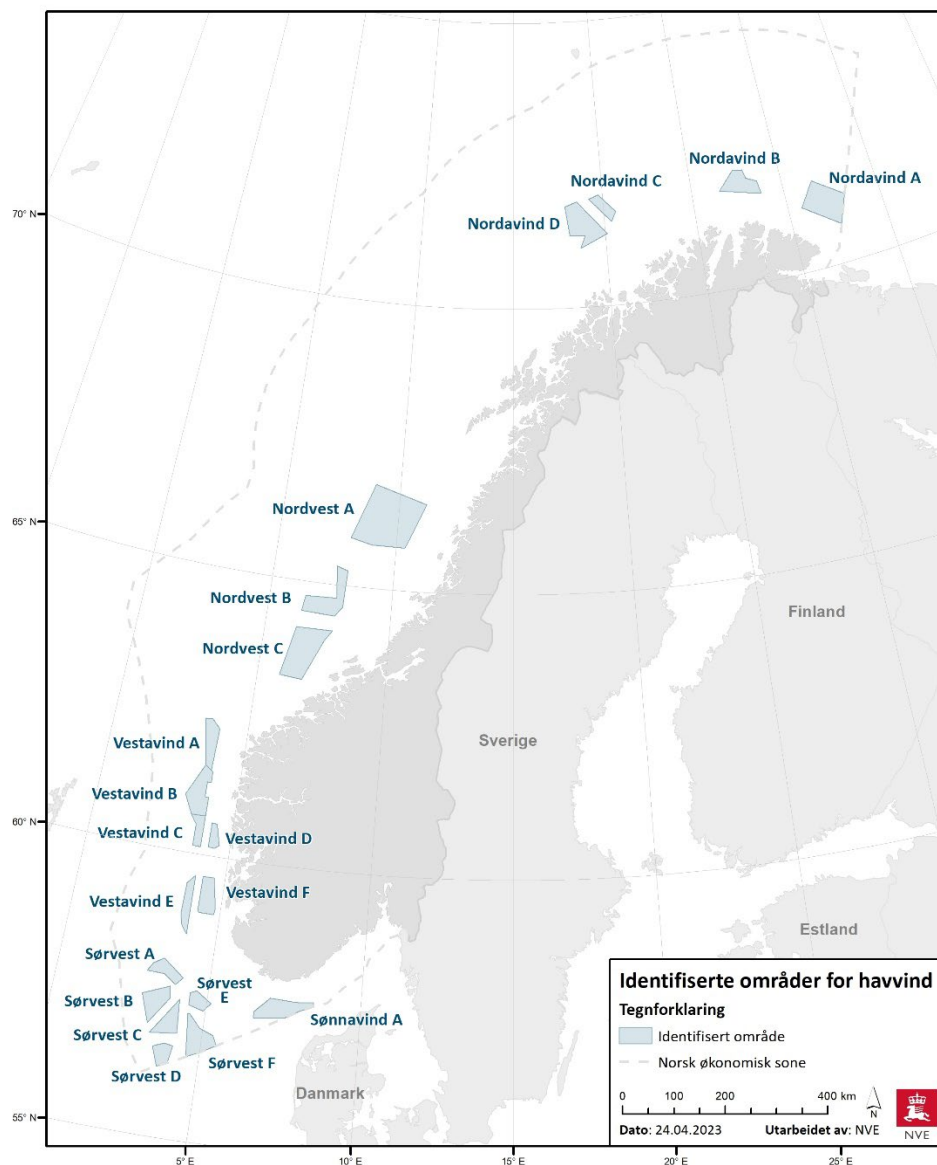 Nordavind B
Nordavind C
Nordavind A
70° N
Nordavind D
Nordvest A
65° N
Nordvest B
Finland
Nordvest C
Sverige
Vestavind A
Vestavind B
60° N
Vestavind C
Vestavind D
Vestavind E
Vestavind F
Estland
Sørvest A
Sørvest
E
Sørvest B
Sønnavind A
Sørvest C
Sørvest F
Sørvest D
Danmark
55° N
5° E
10° E
15° E
20° E
25° E
Identifiserte områder for havvind
Tegnforklaring
Identifisert område
Norsk økonomisk sone
0 100 200 400 km
N
Dato: 24.04.2023 Utarbeidet av: NVE
NVE